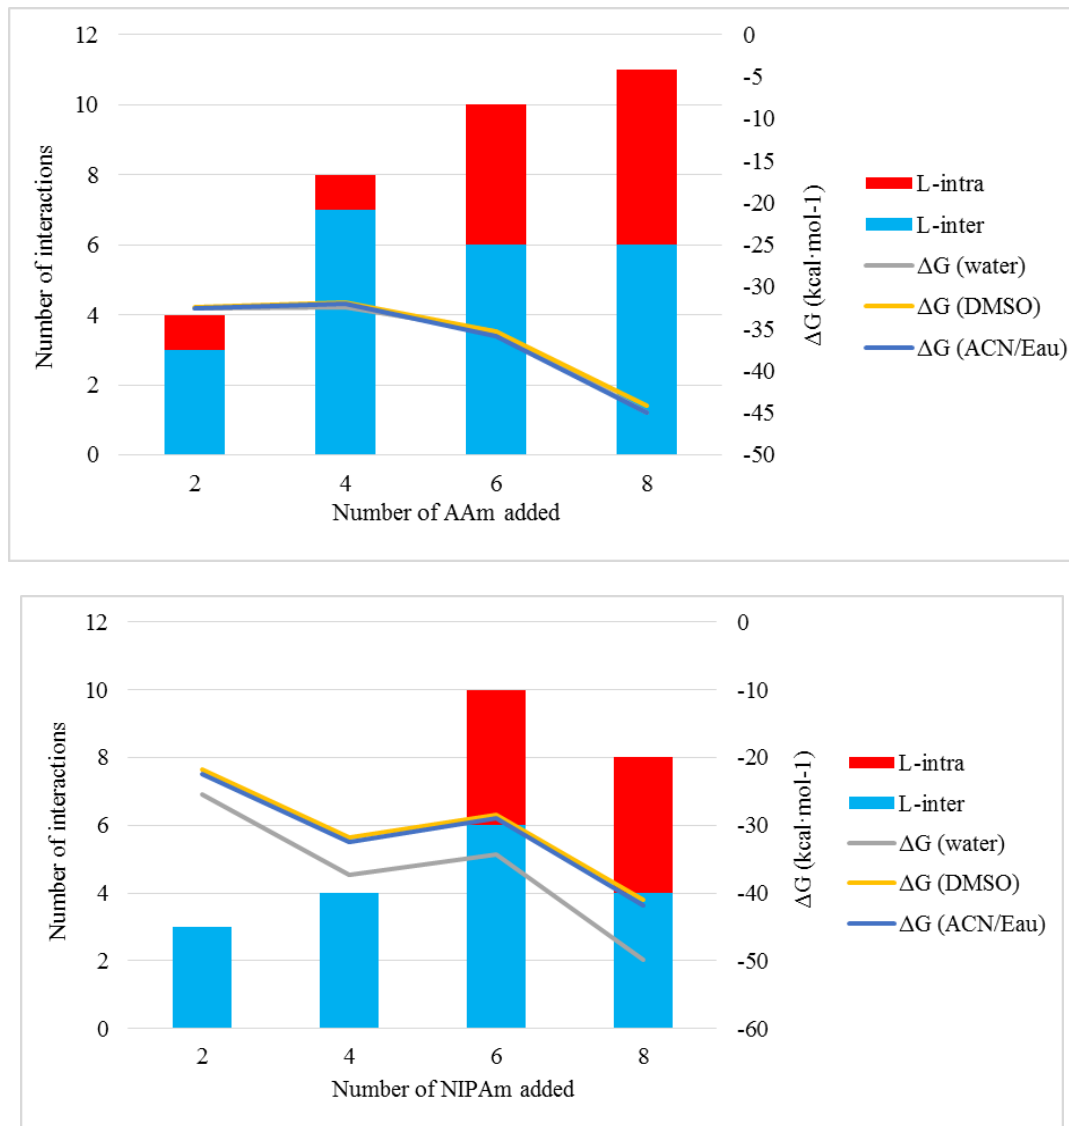 12
10
8
6
4
2
0
Number of interactions
0
-5
-10
-15
-20
-25
-30
-35
-40
-45
-50
ΔG (kcal·mol-1)
2 4 6 8
Number of AAm added
L-intra
L-inter
ΔG (water)
ΔG (DMSO)
ΔG (ACN/Eau)
12
10
8
6
4
2
0
Number of interactions
0
-10
-20
-30
-40
-50
-60
ΔG (kcal·mol-1)
2 4 6 8
Number of NIPAm added
L-intra
L-inter
ΔG (water)
ΔG (DMSO)
ΔG (ACN/Eau)